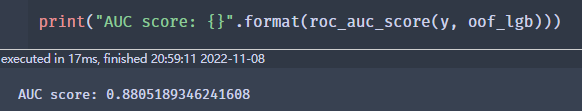 print("AUC score: {}".format(roc_auc_score(y, oof_lgb)))
executed in 17ms, finished 20:59:11 2022-11-08
AUC score: 0.8805189346241608